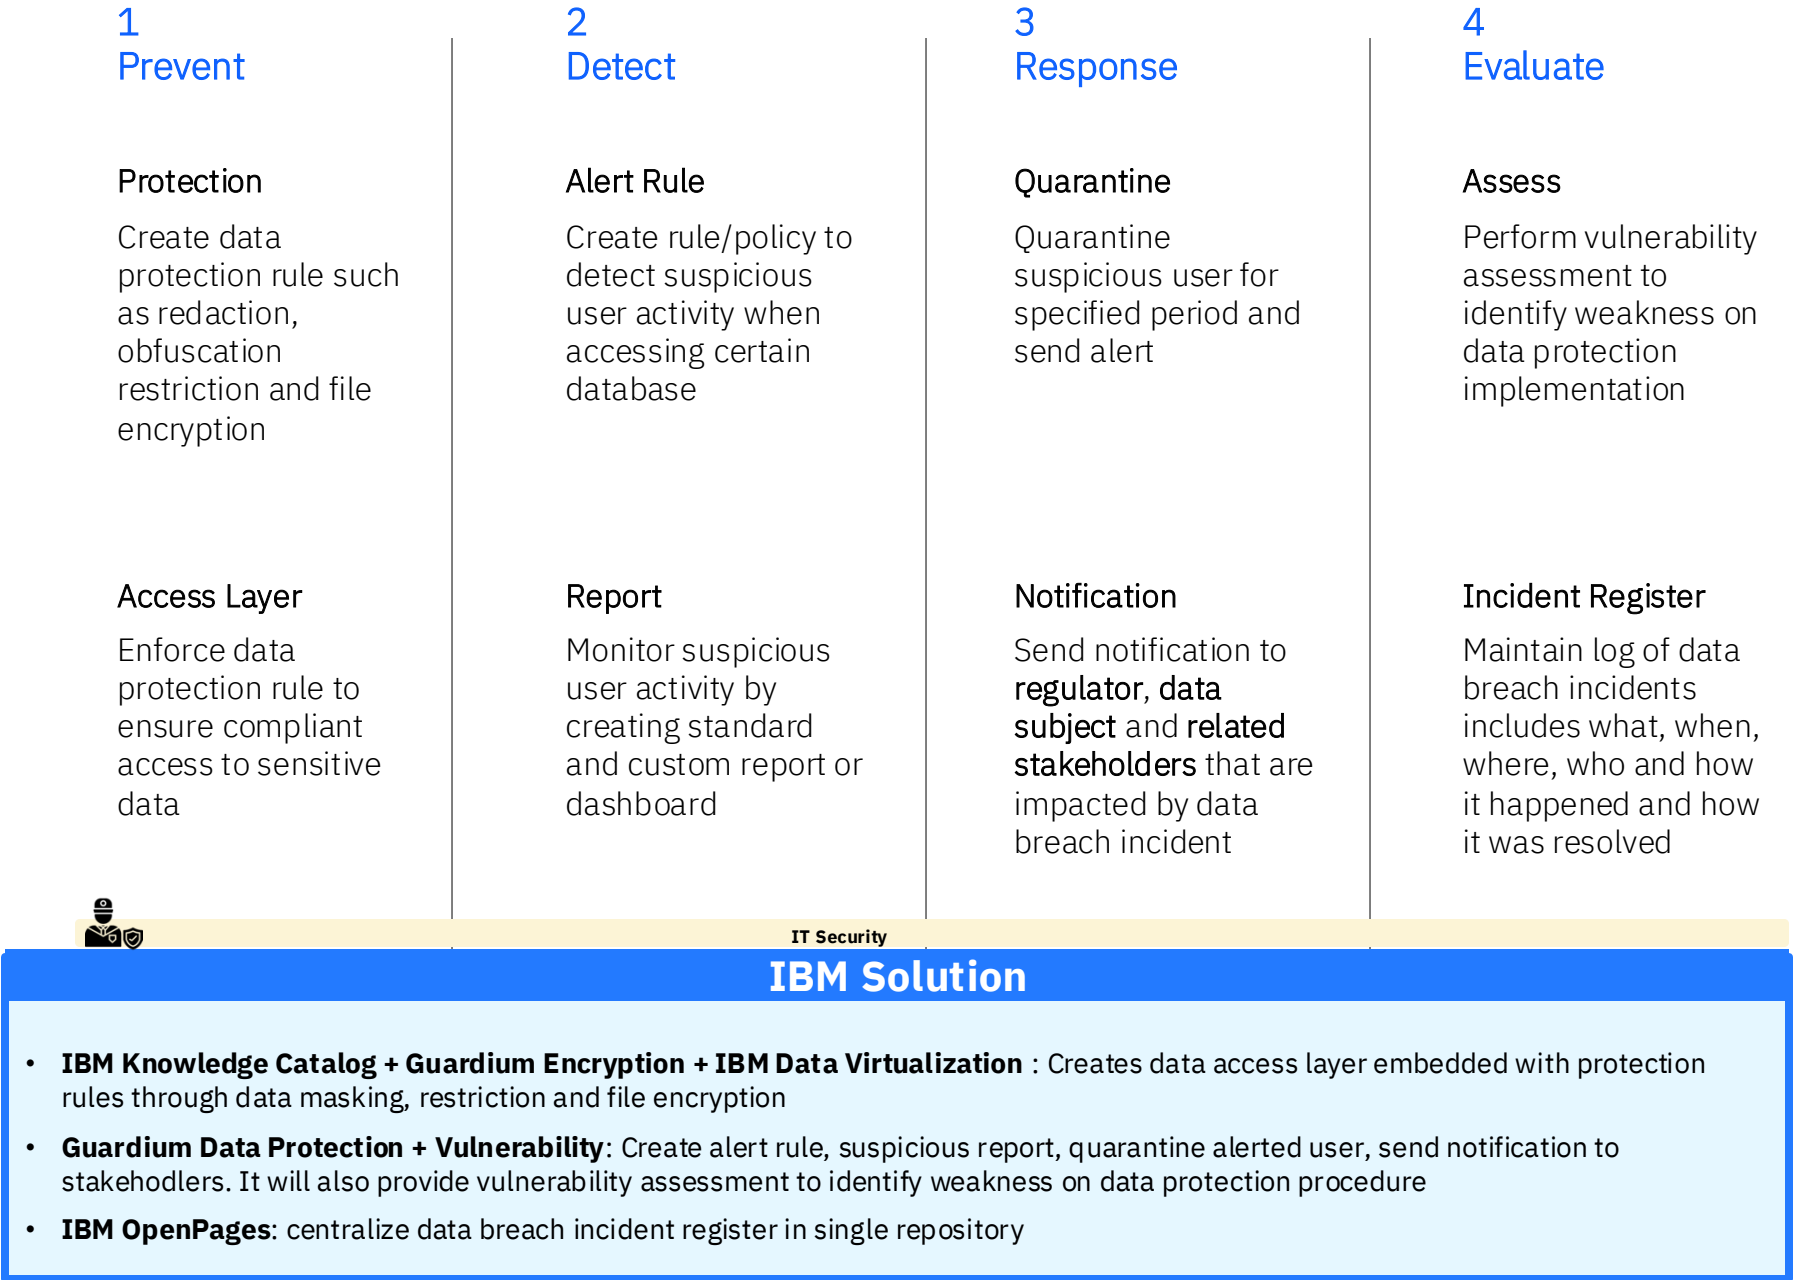 1
Prevent
Protection
Create data
protection rule such
as redaction,
obfuscation
restriction and file
encryption
Access Layer
Enforce data
protection rule to
ensure compliant
access to sensitive
data
2
Detect
Alert Rule
Create rule/policy to
detect suspicious
user activity when
accessing certain
database
Report
Monitor suspicious
user activity by
creating standard
and custom report or
dashboard
3
Response
Quarantine
Quarantine
suspicious user for
specified period and
send alert
Notification
Send notification to
regulator, data
subject and related
stakeholders that are
impacted by data
breach incident
4
Evaluate
Assess
Perform vulnerability
assessment to
identify weakness on
data protection
implementation
Incident Register
Maintain log of data
breach incidents
includes what, when,
where, who and how
it happened and how
it was resolved
IT Security
IBM Solution
• IBM Knowledge Catalog + Guardium Encryption + IBM Data Virtualization : Creates data access layer embedded with protection
rules through data masking, restriction and file encryption
• Guardium Data Protection + Vulnerability: Create alert rule, suspicious report, quarantine alerted user, send notification to
stakehodlers. It will also provide vulnerability assessment to identify weakness on data protection procedure
• IBM OpenPages: centralize data breach incident register in single repository